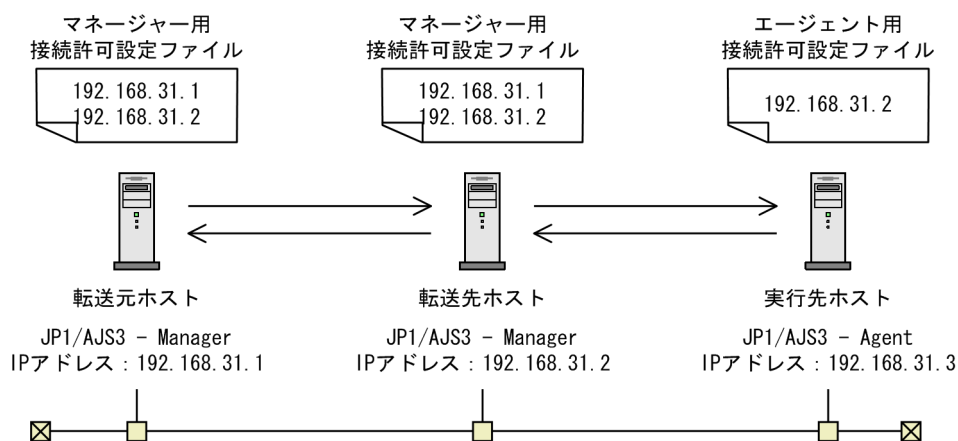 マネージャー用
接続許可設定ファイル
192.168.31.1
192.168.31.2
マネージャー用
接続許可設定ファイル
192.168.31.1
192.168.31.2
エージェント用
接続許可設定ファイル
192.168.31.2
転送元ホスト
JP1/AJS3 - Manager
IPアドレス:192.168.31.1
転送先ホスト
JP1/AJS3 - Manager
IPアドレス:192.168.31.2
実行先ホスト
JP1/AJS3 - Agent
IPアドレス:192.168.31.3